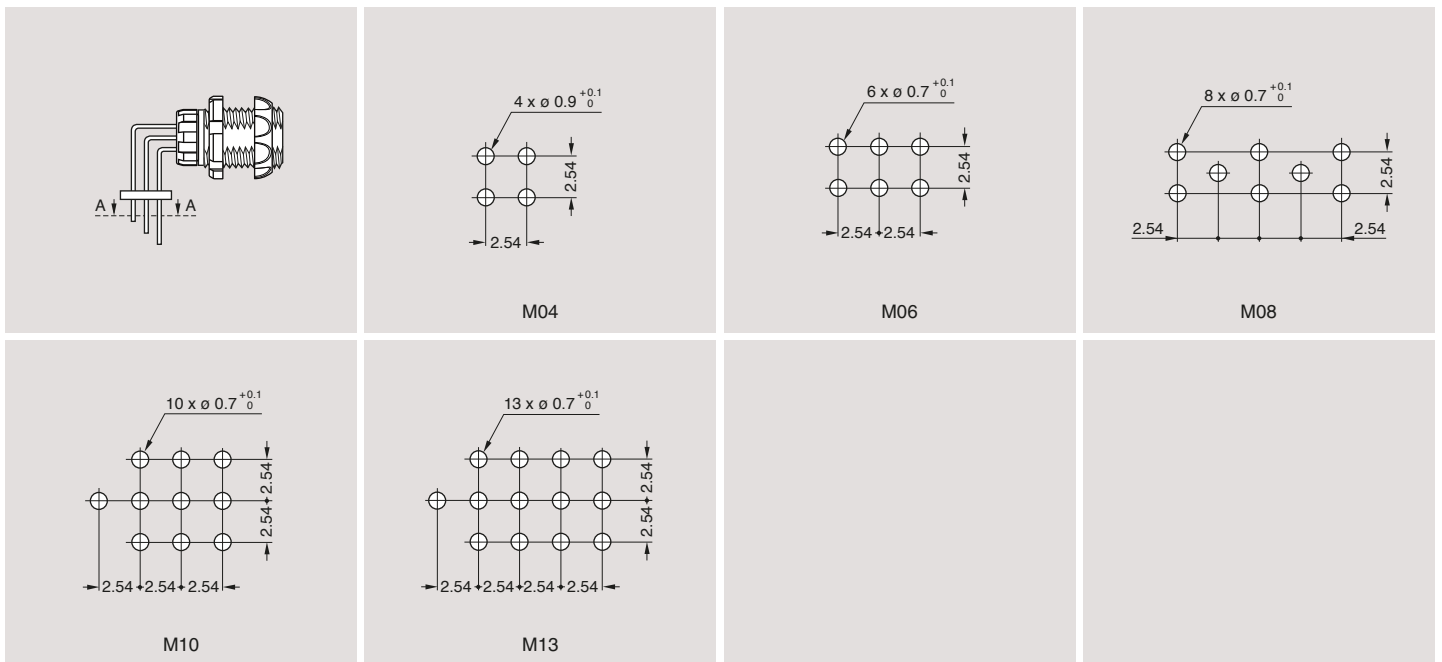 A A
4 x ø 0.9 +0.1 0
2.54
2.54
M04
6 x ø 0.7 +0.1 0
2.54
2.54 2.54
M06
8 x ø 0.7 +0.1 0
2.54
2.54 2.54
M08
10 x ø 0.7 +0.1 0
2.54
2.54
2.54 2.54 2.54
M10
13 x ø 0.7 +0.1 0
2.54
2.54
2.54 2.54 2.54 2.54
M13